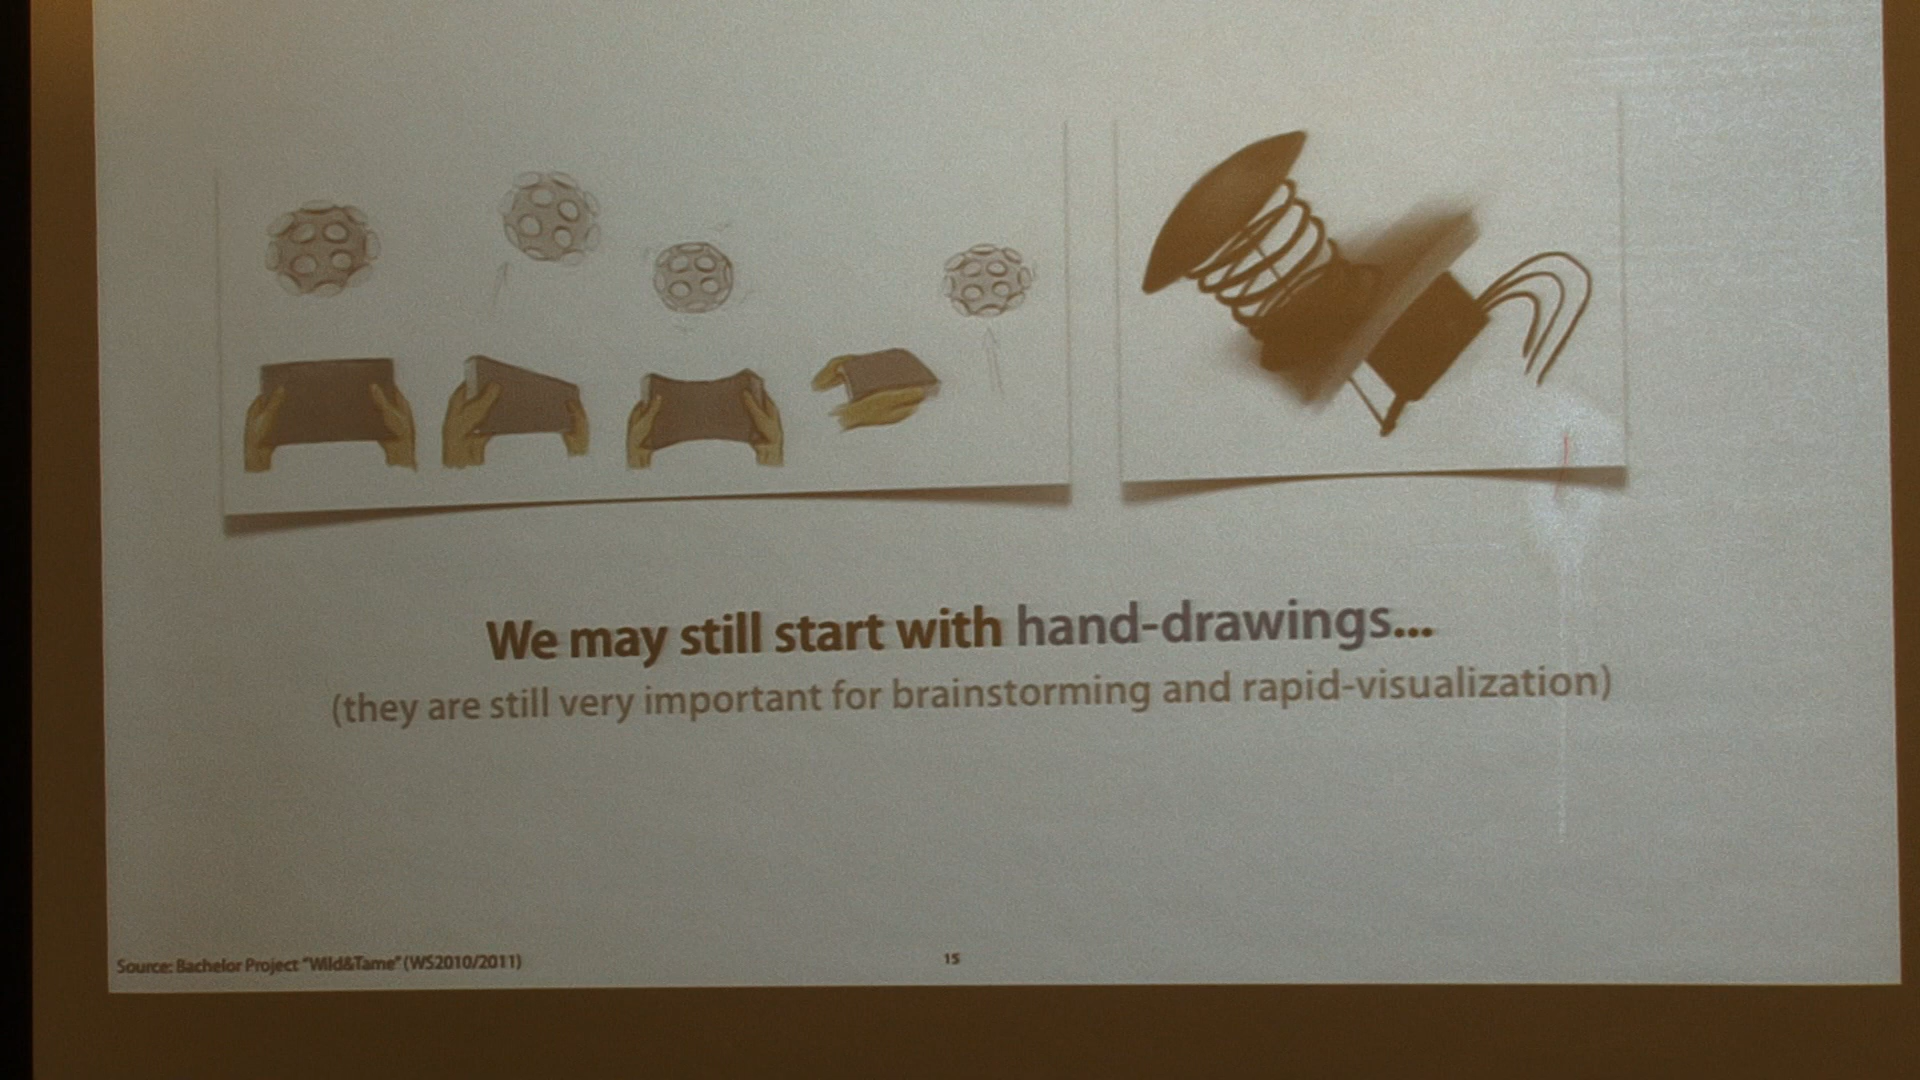 We may still start with hand-drawings...
(they are still very important for brainstorming and rapid-visualization)
Source: Bachelor Project "Wild&Tame" (WS2010/2011)
15